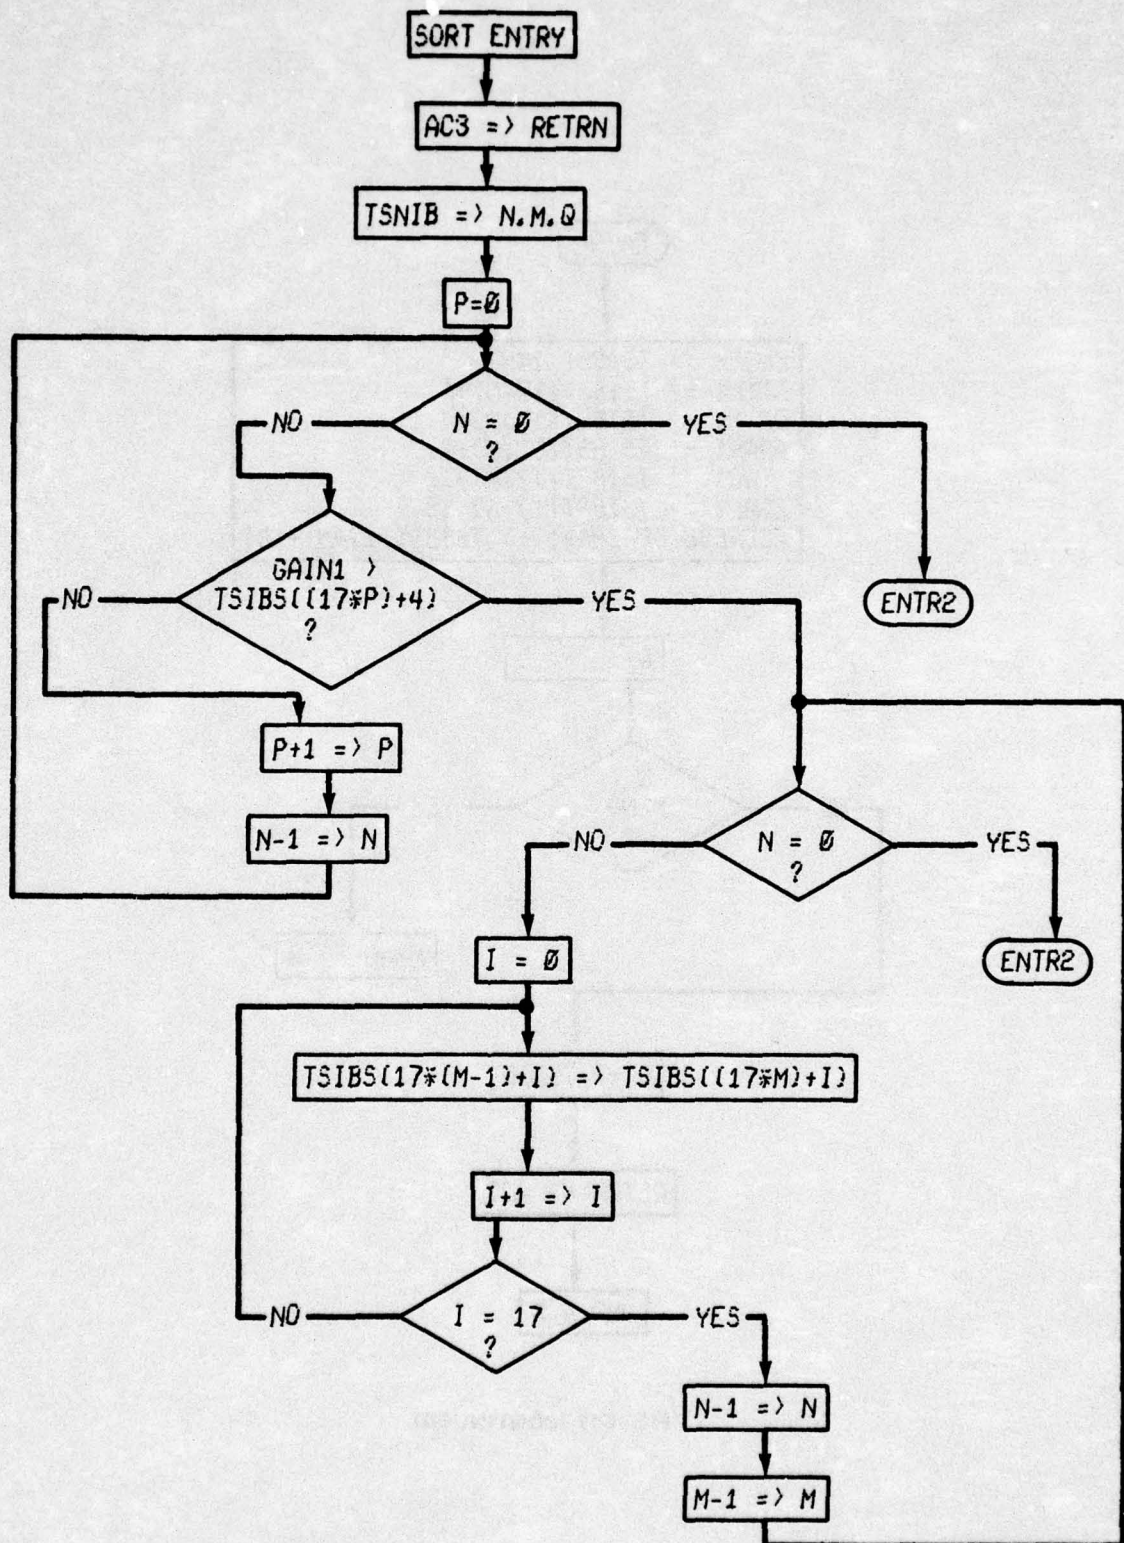 SORT ENTRY
AC3 => RETRN
TSNIB => N.M.Q
P=Ø
N = Ø
?
NO
YES
GAIN1 >
TSIBS((17*P)+4)
?
NO
YES
ENTR2
P+1 => P
N-1 => N
N = Ø
?
NO
YES
I = Ø
ENTR2
TSIBS(17*(M-1)+I) => TSIBS((17*M)+I)
I+1 => I
I = 17
?
NO
YES
N-1 => N
M-1 => M